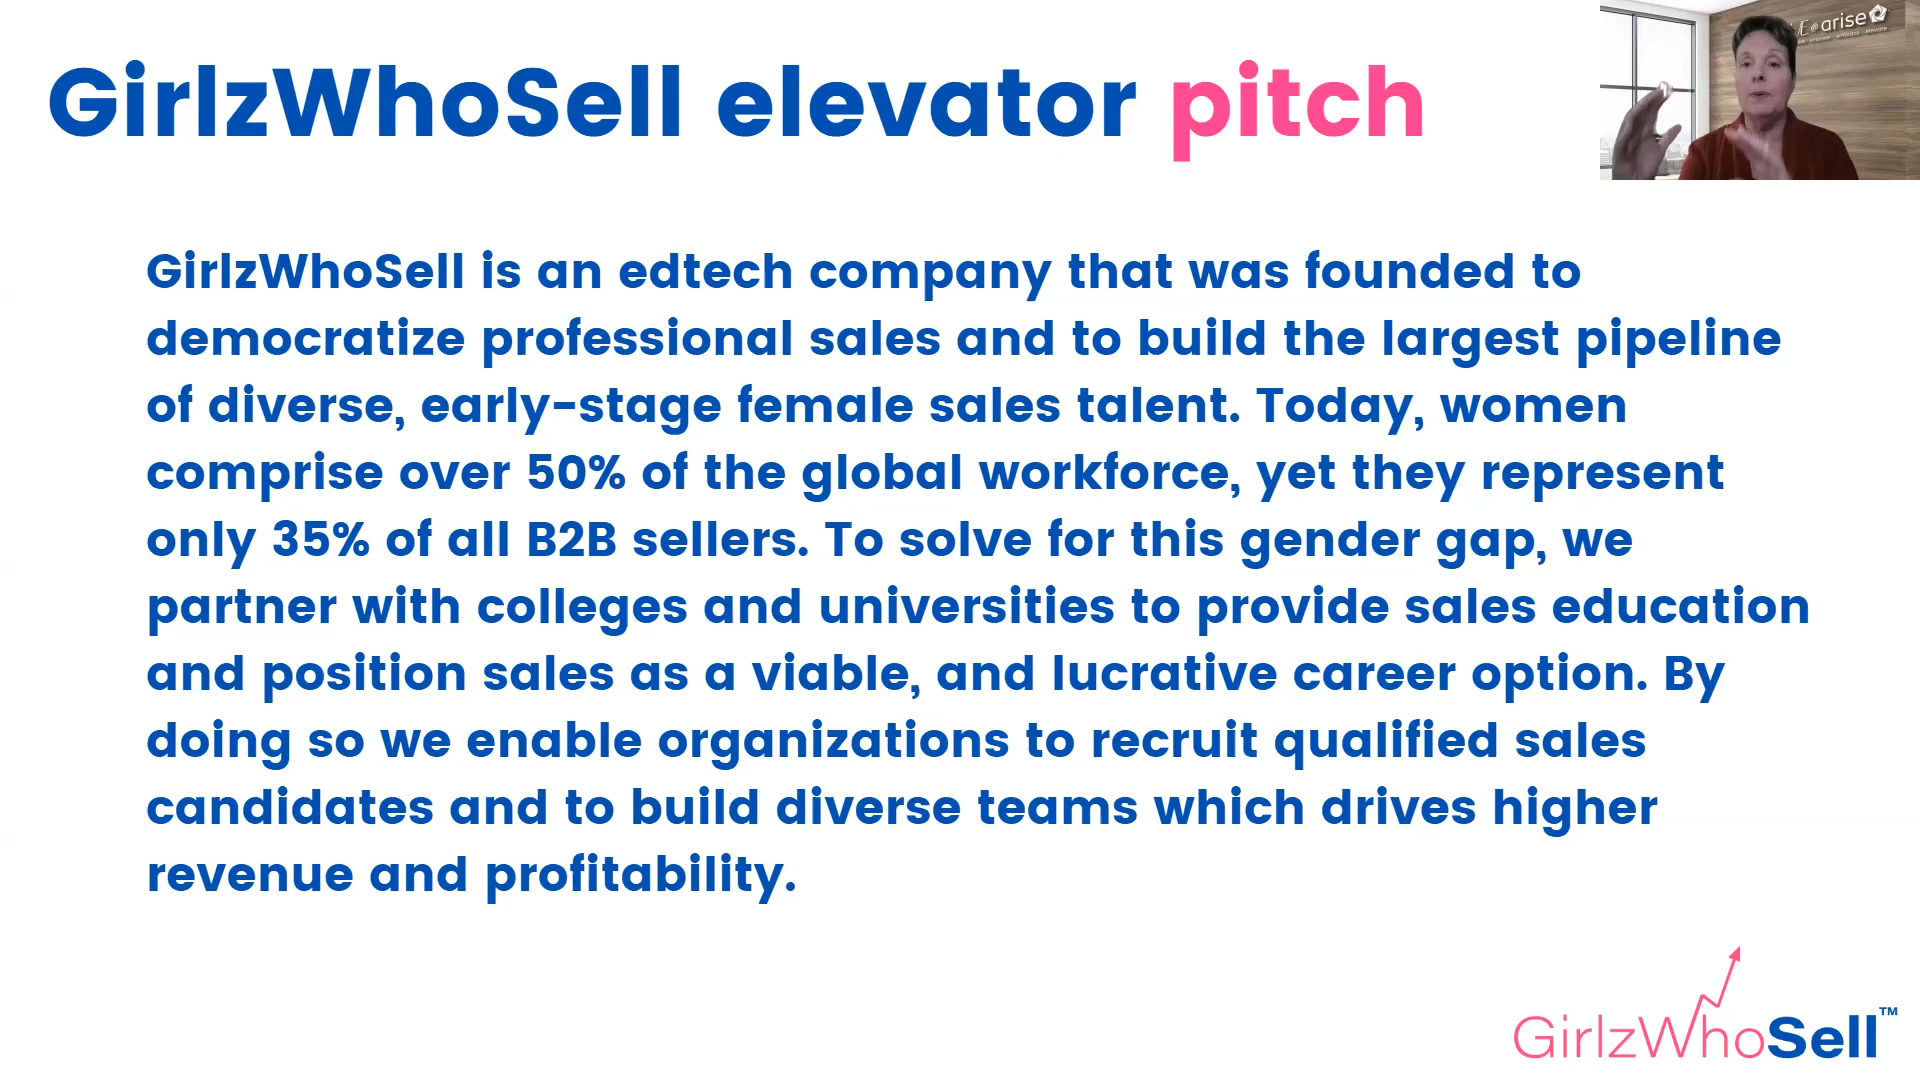 GirlzWhoSell elevator pitch
arise
GirlzWhoSell is an edtech company that was founded to
democratize professional sales and to build the largest pipeline
of diverse, early-stage female sales talent. Today, women
comprise over 50% of the global workforce, yet they represent
only 35% of all B2B sellers. To solve for this gender gap, we
partner with colleges and universities to provide sales education
and position sales as a viable, and lucrative career option. By
doing so we enable organizations to recruit qualified sales
candidates and to build diverse teams which drives higher
revenue and profitability.
GirlzWhoSell™